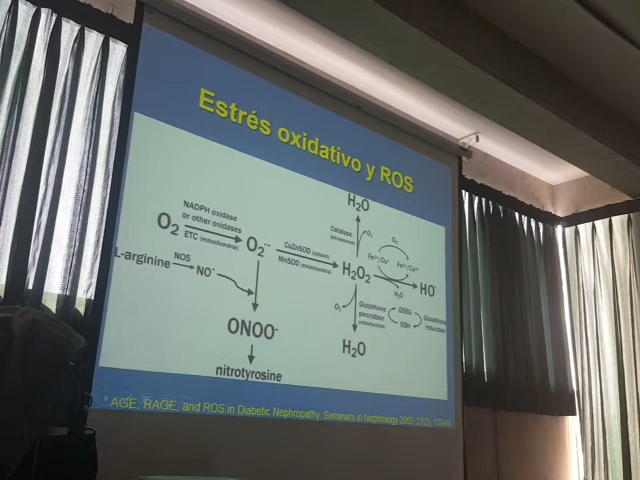 Estrés oxidativo y ROS
H₂O
Catalase (peroxisomes)
O₂
O₂⁻
Fe²⁺/Cu⁺
Fe³⁺/Cu²⁺
NADPH oxidase
or other oxidases
O₂
ETC (mitochondria)
O₂·⁻
CuZnSOD (cytosol)
MnSOD (mitochondria)
H₂O₂
HO·
H₂O
L-arginine
NOS
NO·
O₂
Glutathione
peroxidase
(mitochondria)
GSSG
GSH
Glutathione
reductase
ONOO⁻
H₂O
nitrotyrosine
AGE, RAGE, and ROS in Diabetic Nephropathy, Seminars in Nephrology 2007; 27(2):